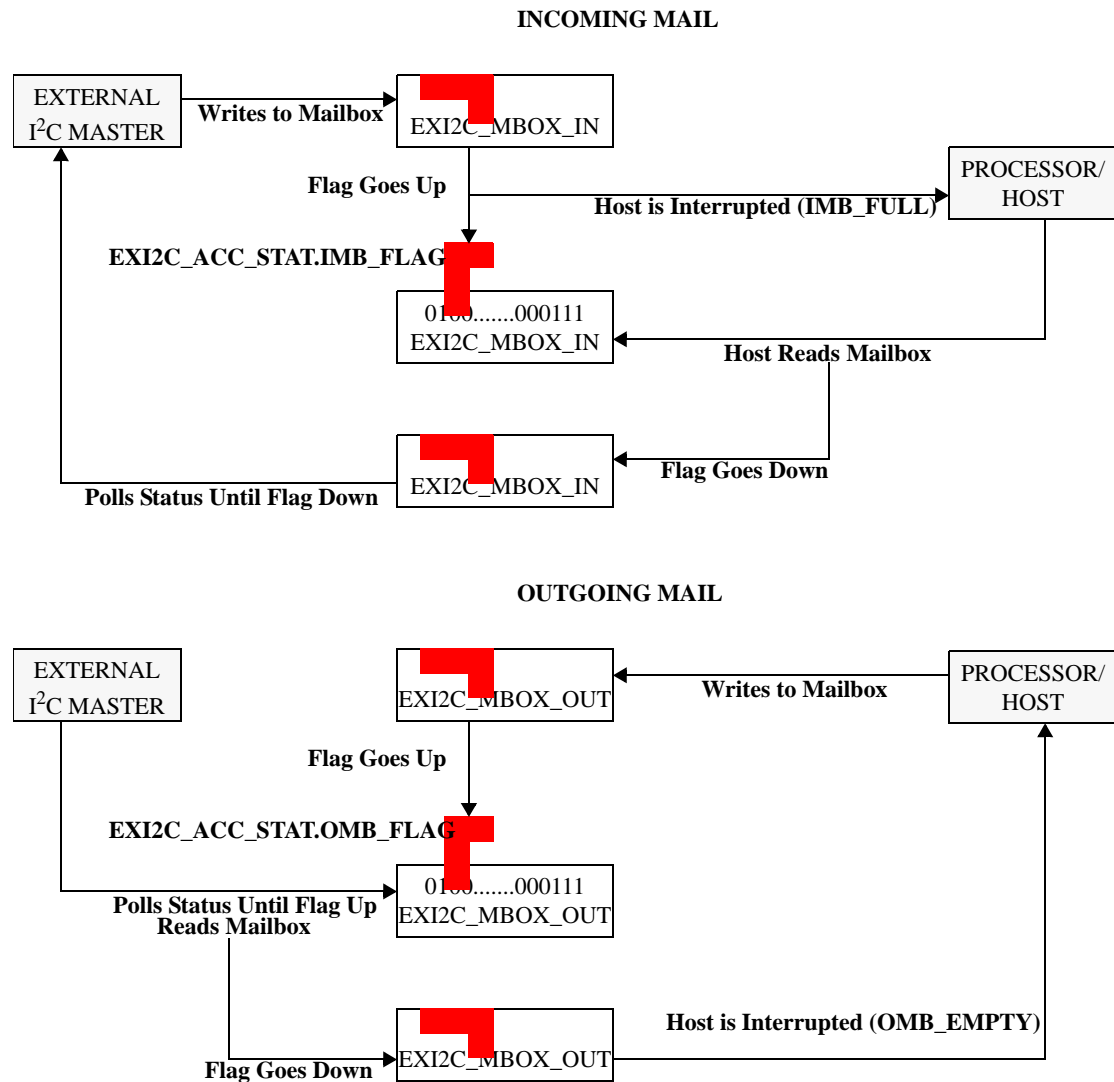 INCOMING MAIL
EXTERNAL
I²C MASTER
Writes to Mailbox
EXI2C_MBOX_IN
Flag Goes Up
Host is Interrupted (IMB_FULL)
PROCESSOR/
HOST
EXI2C_ACC_STAT.IMB_FLAG
0100.......000111
EXI2C_MBOX_IN
Host Reads Mailbox
EXI2C_MBOX_IN
Flag Goes Down
Polls Status Until Flag Down
OUTGOING MAIL
EXTERNAL
I²C MASTER
EXI2C_MBOX_OUT
Writes to Mailbox
PROCESSOR/
HOST
Flag Goes Up
EXI2C_ACC_STAT.OMB_FLAG
0100.......000111
EXI2C_MBOX_OUT
Polls Status Until Flag Up
Reads Mailbox
Host is Interrupted (OMB_EMPTY)
EXI2C_MBOX_OUT
Flag Goes Down